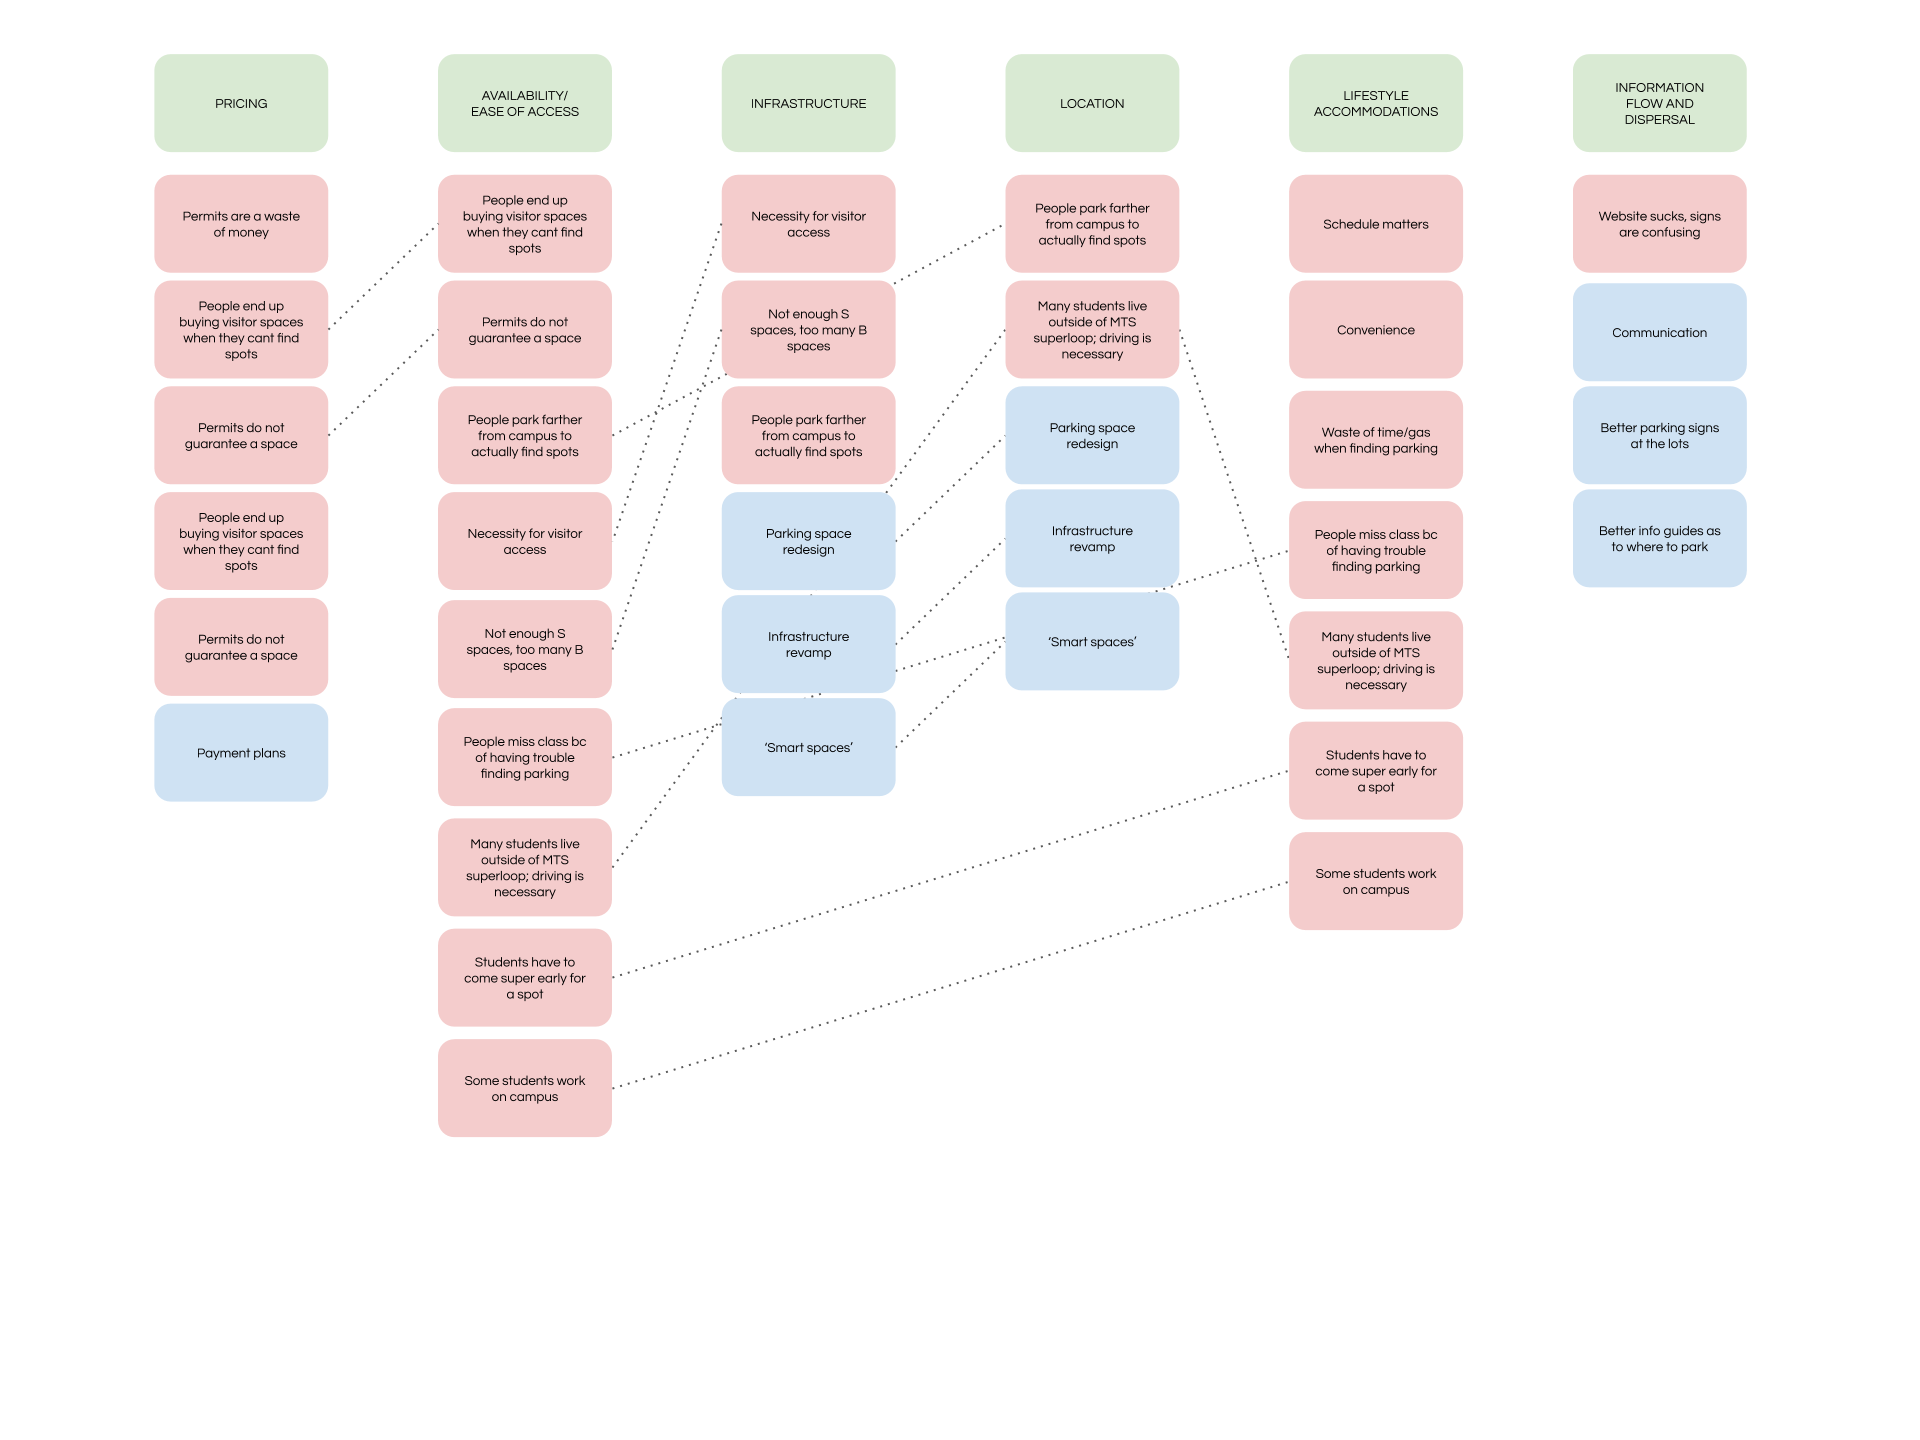 PRICING
Permits are a waste
of money
People end up
buying visitor spaces
when they cant find
spots
Permits do not
guarantee a space
People end up
buying visitor spaces
when they cant find
spots
Permits do not
guarantee a space
Payment plans
AVAILABILITY/
EASE OF ACCESS
People end up
buying visitor spaces
when they cant find
spots
Permits do not
guarantee a space
People park farther
from campus to
actually find spots
Necessity for visitor
access
Not enough S
spaces, too many B
spaces
People miss class bc
of having trouble
finding parking
Many students live
outside of MTS
superloop; driving is
necessary
Students have to
come super early for
a spot
Some students work
on campus
INFRASTRUCTURE
Necessity for visitor
access
Not enough S
spaces, too many B
spaces
People park farther
from campus to
actually find spots
Parking space
redesign
Infrastructure
revamp
‘Smart spaces’
LOCATION
People park farther
from campus to
actually find spots
Many students live
outside of MTS
superloop; driving is
necessary
Parking space
redesign
Infrastructure
revamp
‘Smart spaces’
LIFESTYLE
ACCOMMODATIONS
Schedule matters
Convenience
Waste of time/gas
when finding parking
People miss class bc
of having trouble
finding parking
Many students live
outside of MTS
superloop; driving is
necessary
Students have to
come super early for
a spot
Some students work
on campus
INFORMATION
FLOW AND
DISPERSAL
Website sucks, signs
are confusing
Communication
Better parking signs
at the lots
Better info guides as
to where to park